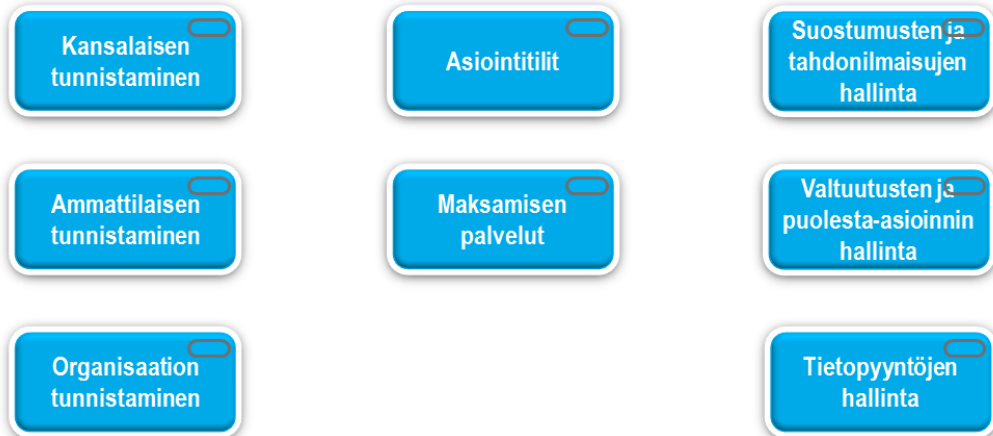 Kansalaisen
tunnistaminen
Asiointitilit
Suostumusten ja
tahdonilmaisujen
hallinta
Ammattilaisen
tunnistaminen
Maksamisen
palvelut
Valtuutusten ja
puolesta-asioinnin
hallinta
Organisaation
tunnistaminen
Tietopyyntöjen
hallinta